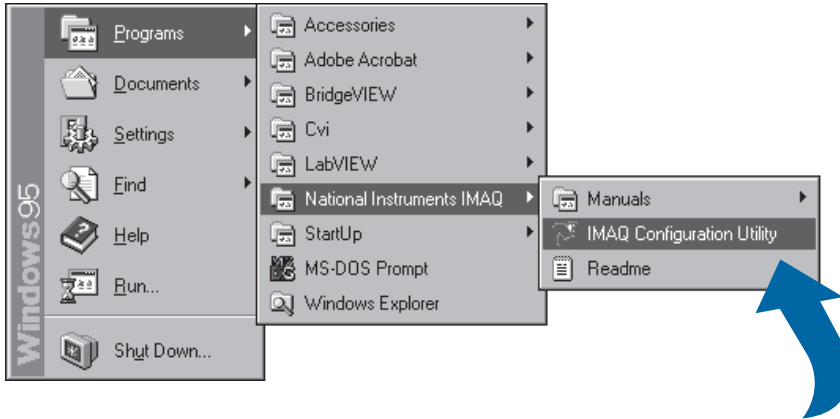 Windows95
Programs
Documents
Settings
Find
Help
Run...
Shut Down...
Accessories
Adobe Acrobat
BridgeVIEW
Cvi
LabVIEW
National Instruments IMAQ
StartUp
MS-DOS Prompt
Windows Explorer
Manuals
IMAQ Configuration Utility
Readme